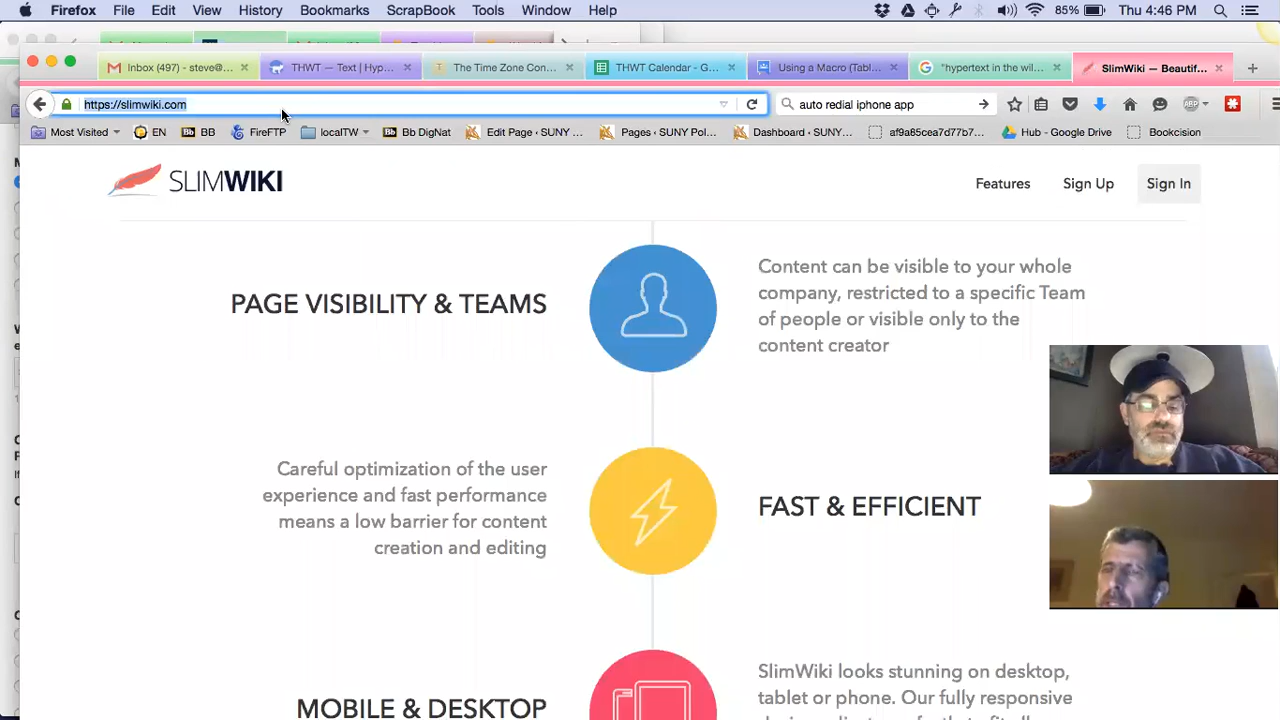 Firefox File Edit View History Bookmarks ScrapBook Tools Window Help 85% Thu 4:46 PM
Inbox (497) - steve@... THWT — Text | Hyp... The Time Zone Con... THWT Calendar - G... Using a Macro (Tabl... "hypertext in the wil... SlimWiki — Beautif...
https://slimwiki.com auto redial iphone app ABP
Most Visited EN Bb BB FireFTP localTW Bb Bb DigNat Edit Page - SUNY ... Pages ‹ SUNY Pol... Dashboard ‹ SUNY... af9a85cea7d77b7... Hub - Google Drive Bookcision
SLIMWIKI Features Sign Up Sign In
PAGE VISIBILITY & TEAMS
Content can be visible to your whole
company, restricted to a specific Team
of people or visible only to the
content creator
Careful optimization of the user
experience and fast performance
means a low barrier for content
creation and editing
FAST & EFFICIENT
MOBILE & DESKTOP
SlimWiki looks stunning on desktop,
tablet or phone. Our fully responsive